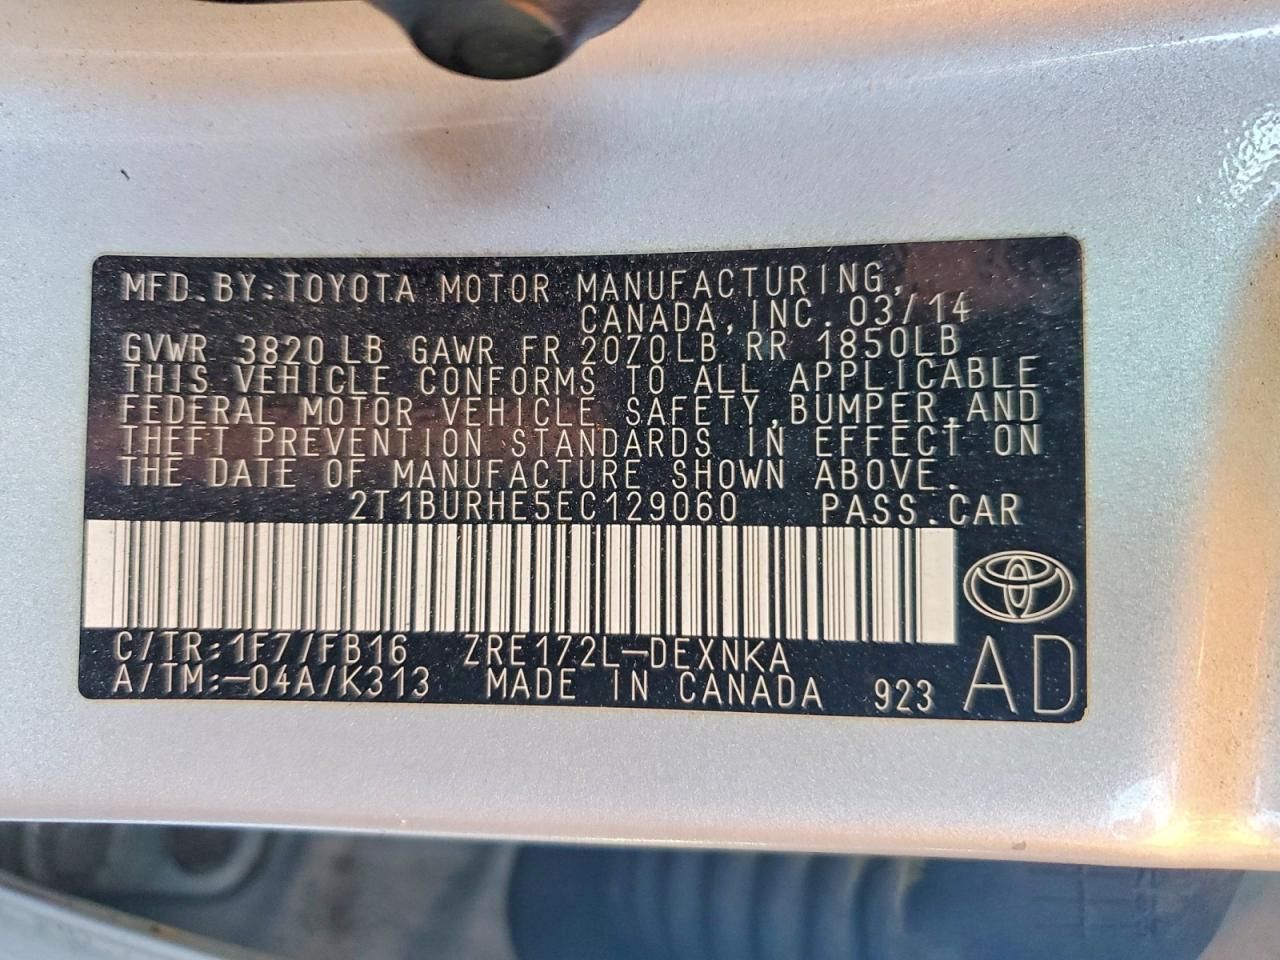 MFD.BY:TOYOTA MOTOR MANUFACTURING,
CANADA,INC. 03/14
GVWR 3820LB GAWR FR 2070LB RR 1850LB
THIS VEHICLE CONFORMS TO ALL APPLICABLE
FEDERAL MOTOR VEHICLE SAFETY,BUMPER,AND
THEFT PREVENTION STANDARDS IN EFFECT ON
THE DATE OF MANUFACTURE SHOWN ABOVE.
2T1BURHE5EC129060 PASS.CAR
C/TR:1F7/FB16 ZRE172L-DEXNKA
A/TM:-04A/K313 MADE IN CANADA 923 AD